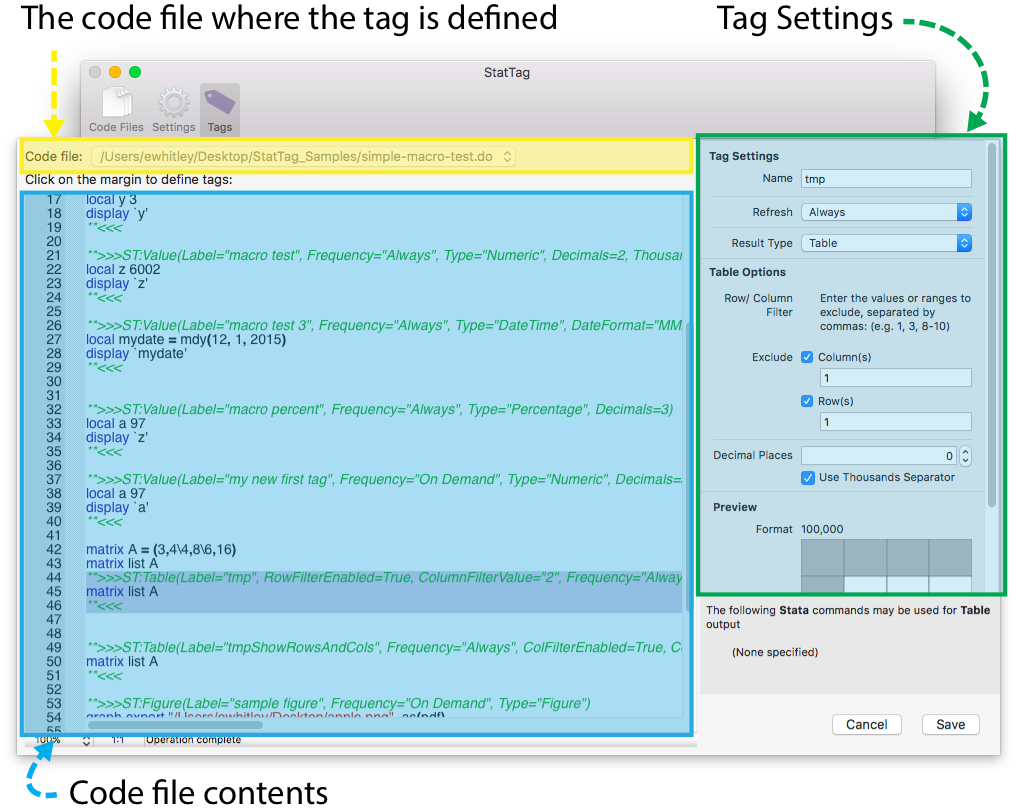 The code file where the tag is defined
Tag Settings
StatTag
Code Files Settings Tags
Code file: /Users/ewhitley/Desktop/StatTag_Samples/simple-macro-test.do
Click on the margin to define tags:
17 local y 3
18 display `y'
19 **<<<
20
21 **>>>ST:Value(Label="macro test", Frequency="Always", Type="Numeric", Decimals=2, Thousan
22 local z 6002
23 display `z'
24 **<<<
25
26 **>>>ST:Value(Label="macro test 3", Frequency="Always", Type="DateTime", DateFormat="MM
27 local mydate = mdy(12, 1, 2015)
28 display `mydate'
29 **<<<
30
31
32 **>>>ST:Value(Label="macro percent", Frequency="Always", Type="Percentage", Decimals=3)
33 local a 97
34 display `z'
35 **<<<
36
37 **>>>ST:Value(Label="my new first tag", Frequency="On Demand", Type="Numeric", Decimals=
38 local a 97
39 display `a'
40 **<<<
41
42 matrix A = (3,4\4,8\6,16)
43 matrix list A
44 **>>>ST:Table(Label="tmp", RowFilterEnabled=True, ColumnFilterValue="2", Frequency="Alway
45 matrix list A
46 **<<<
47
48
49 **>>>ST:Table(Label="tmpShowRowsAndCols", Frequency="Always", ColFilterEnabled=True, C
50 matrix list A
51 **<<<
52
53 **>>>ST:Figure(Label="sample figure", Frequency="On Demand", Type="Figure")
54 graph export "/Users/ewhitley/Desktop/apple.png", as(pdf)
55
100% 1:1 Operation complete
Tag Settings
Name tmp
Refresh Always
Result Type Table
Table Options
Row/ Column Filter
Enter the values or ranges to
exclude, separated by
commas: (e.g. 1, 3, 8-10)
Exclude Column(s)
1
Row(s)
1
Decimal Places 0
Use Thousands Separator
Preview
Format 100,000
The following Stata commands may be used for Table
output
(None specified)
Cancel Save
Code file contents